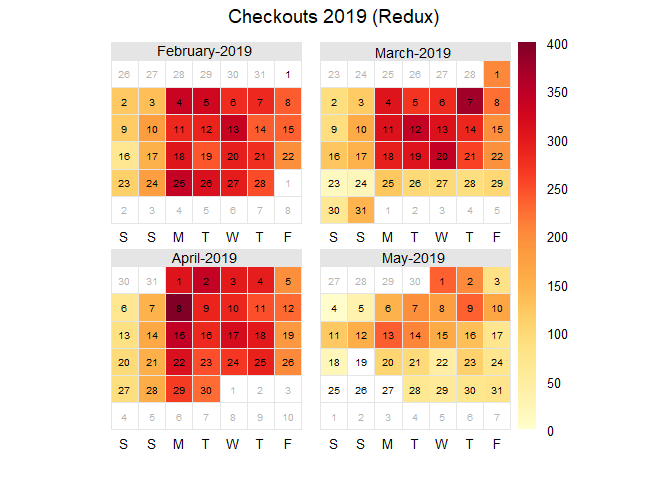 Checkouts 2019 (Redux)
February-2019
26 27 28 29 30 31 1
2 3 4 5 6 7 8
9 10 11 12 13 14 15
16 17 18 19 20 21 22
23 24 25 26 27 28 1
2 3 4 5 6 7 8
S S M T W T F
March-2019
23 24 25 26 27 28 1
2 3 4 5 6 7 8
9 10 11 12 13 14 15
16 17 18 19 20 21 22
23 24 25 26 27 28 29
30 31 1 2 3 4 5
S S M T W T F
April-2019
30 31 1 2 3 4 5
6 7 8 9 10 11 12
13 14 15 16 17 18 19
20 21 22 23 24 25 26
27 28 29 30 1 2 3
4 5 6 7 8 9 10
S S M T W T F
May-2019
27 28 29 30 1 2 3
4 5 6 7 8 9 10
11 12 13 14 15 16 17
18 19 20 21 22 23 24
25 26 27 28 29 30 31
1 2 3 4 5 6 7
S S M T W T F
400
350
300
250
200
150
100
50
0